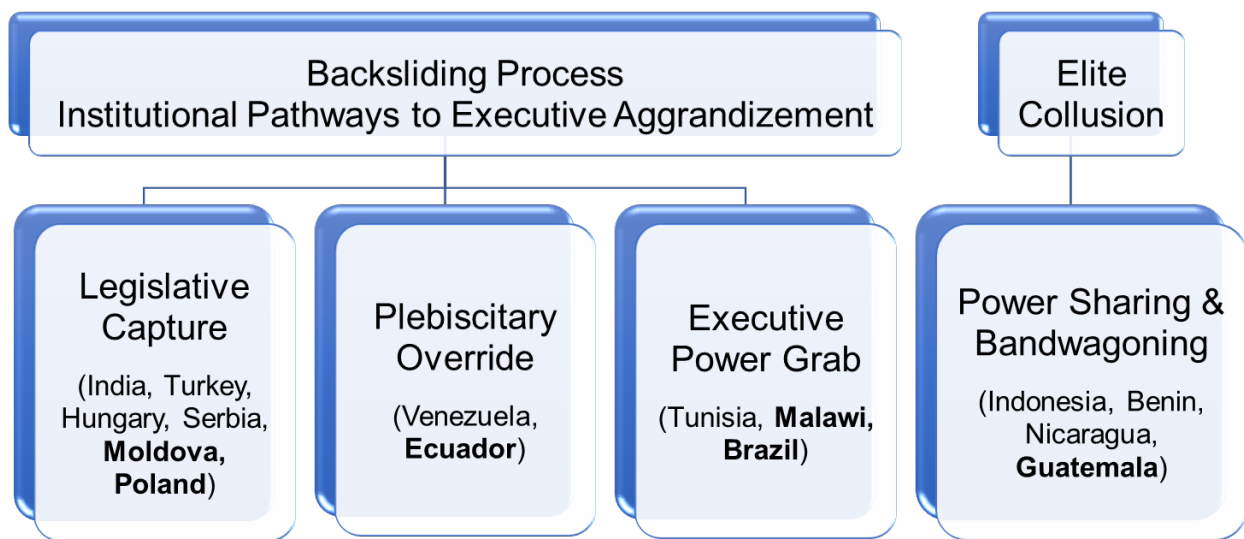 Backsliding Process
Institutional Pathways to Executive Aggrandizement
Elite
Collusion
Legislative
Capture
(India, Turkey,
Hungary, Serbia,
Moldova,
Poland)
Plebiscitary
Override
(Venezuela,
Ecuador)
Executive
Power Grab
(Tunisia, Malawi,
Brazil)
Power Sharing &
Bandwagoning
(Indonesia, Benin,
Nicaragua,
Guatemala)